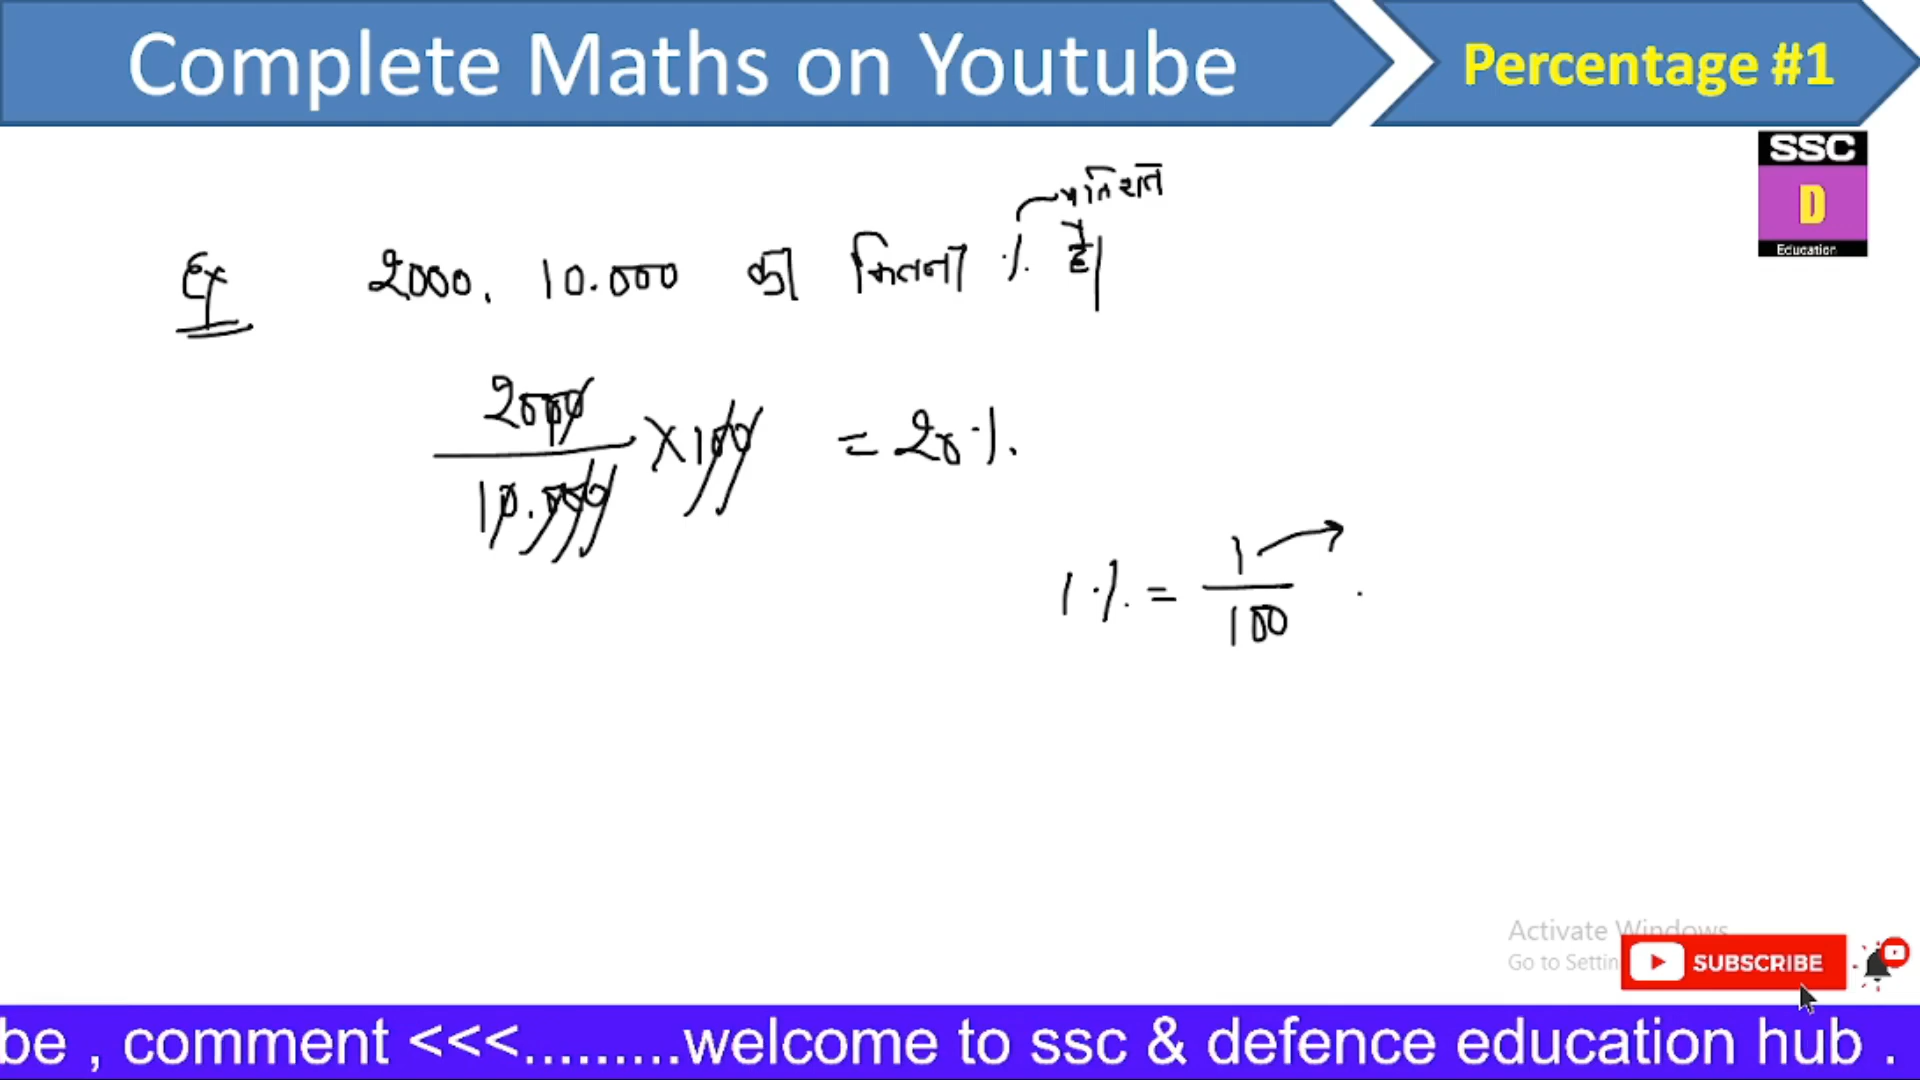 Complete Maths on Youtube
Percentage #1
SSC
D
Education
प्रतिशत
Ex 2000, 10.000 का कितना % है|
2000
10.000
×100 = 20%
1% = 1
100
Activate Windows
Go to Settin
SUBSCRIBE
be , comment <<<.........welcome to ssc & defence education hub .